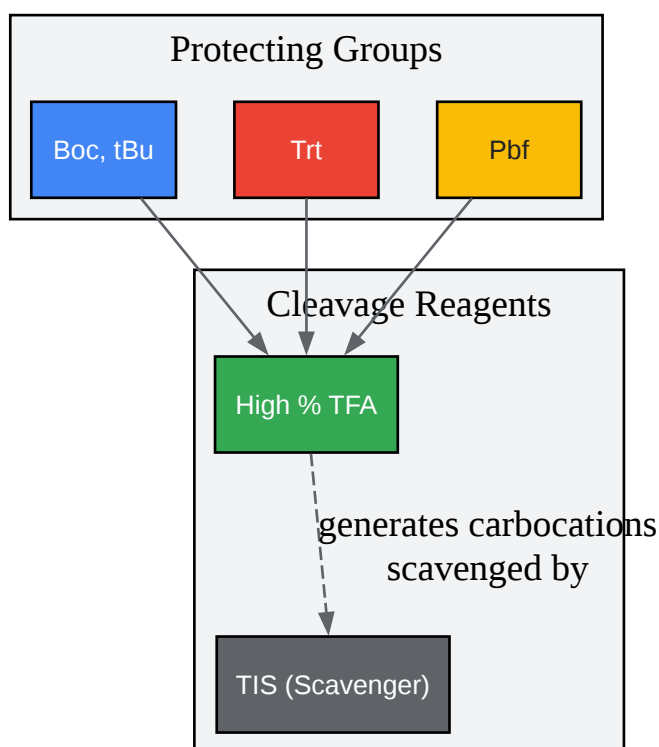 Protecting Groups
Boc, tBu
Trt
Pbf
Cleavage Reagents
High % TFA
generates carbocations
scavenged by
TIS (Scavenger)